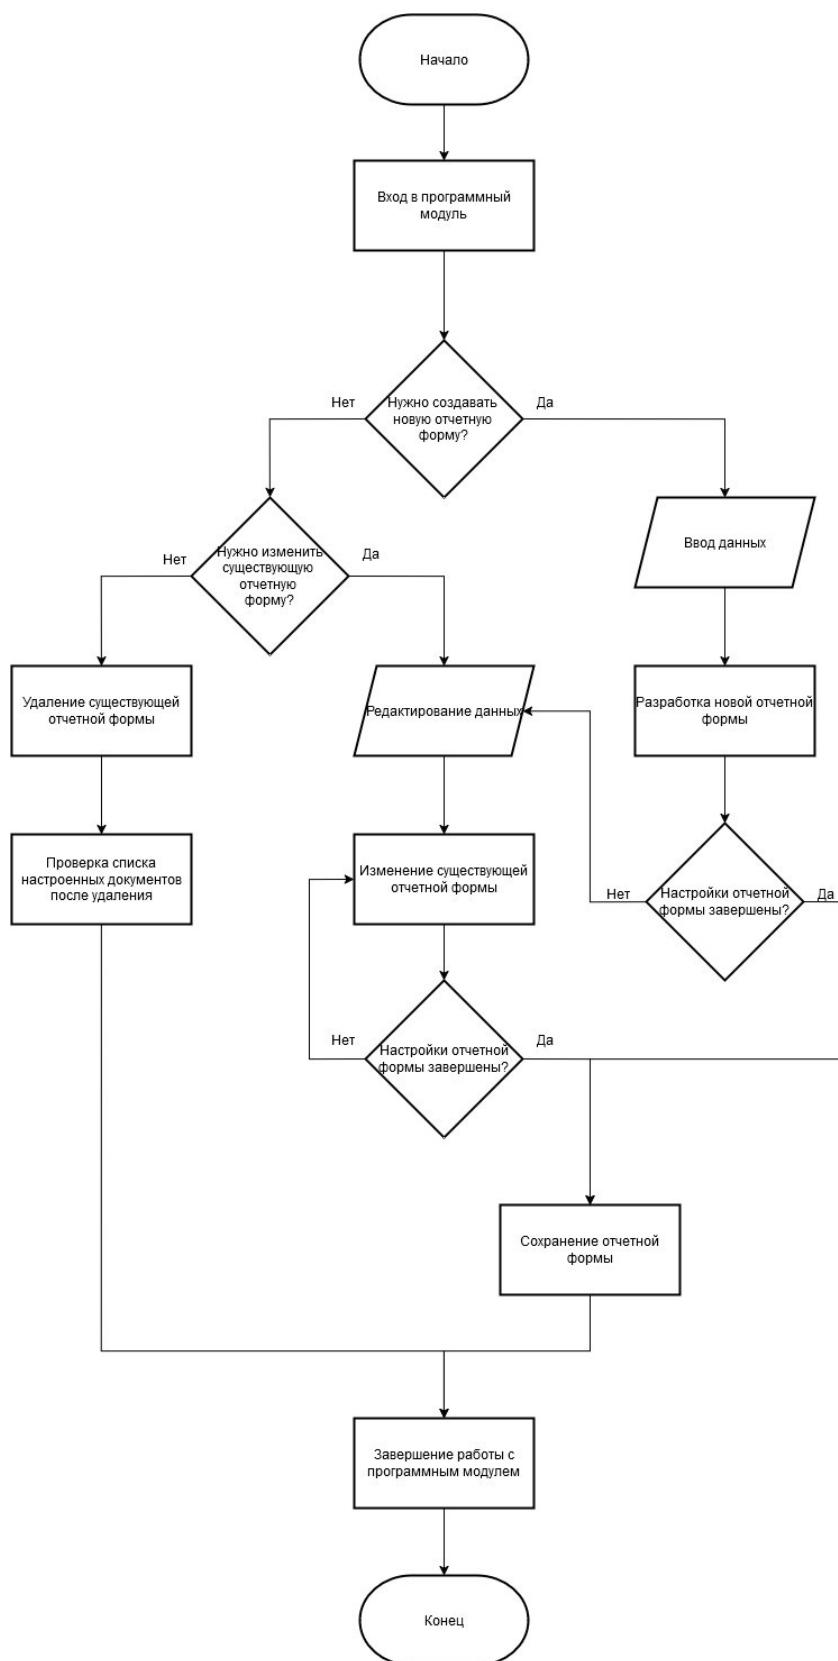 Начало
Вход в программный
модуль
Нужно создавать
новую отчетную
форму?
Нет
Да
Нужно изменить
существующую
отчетную
форму?
Нет
Да
Ввод данных
Удаление существующей
отчетной формы
Редактирование данных
Разработка новой отчетной
формы
Проверка списка
настроенных документов
после удаления
Изменение существующей
отчетной формы
Настройки отчетной
формы завершены?
Нет
Да
Настройки отчетной
формы завершены?
Нет
Да
Сохранение отчетной
формы
Завершение работы с
программным модулем
Конец